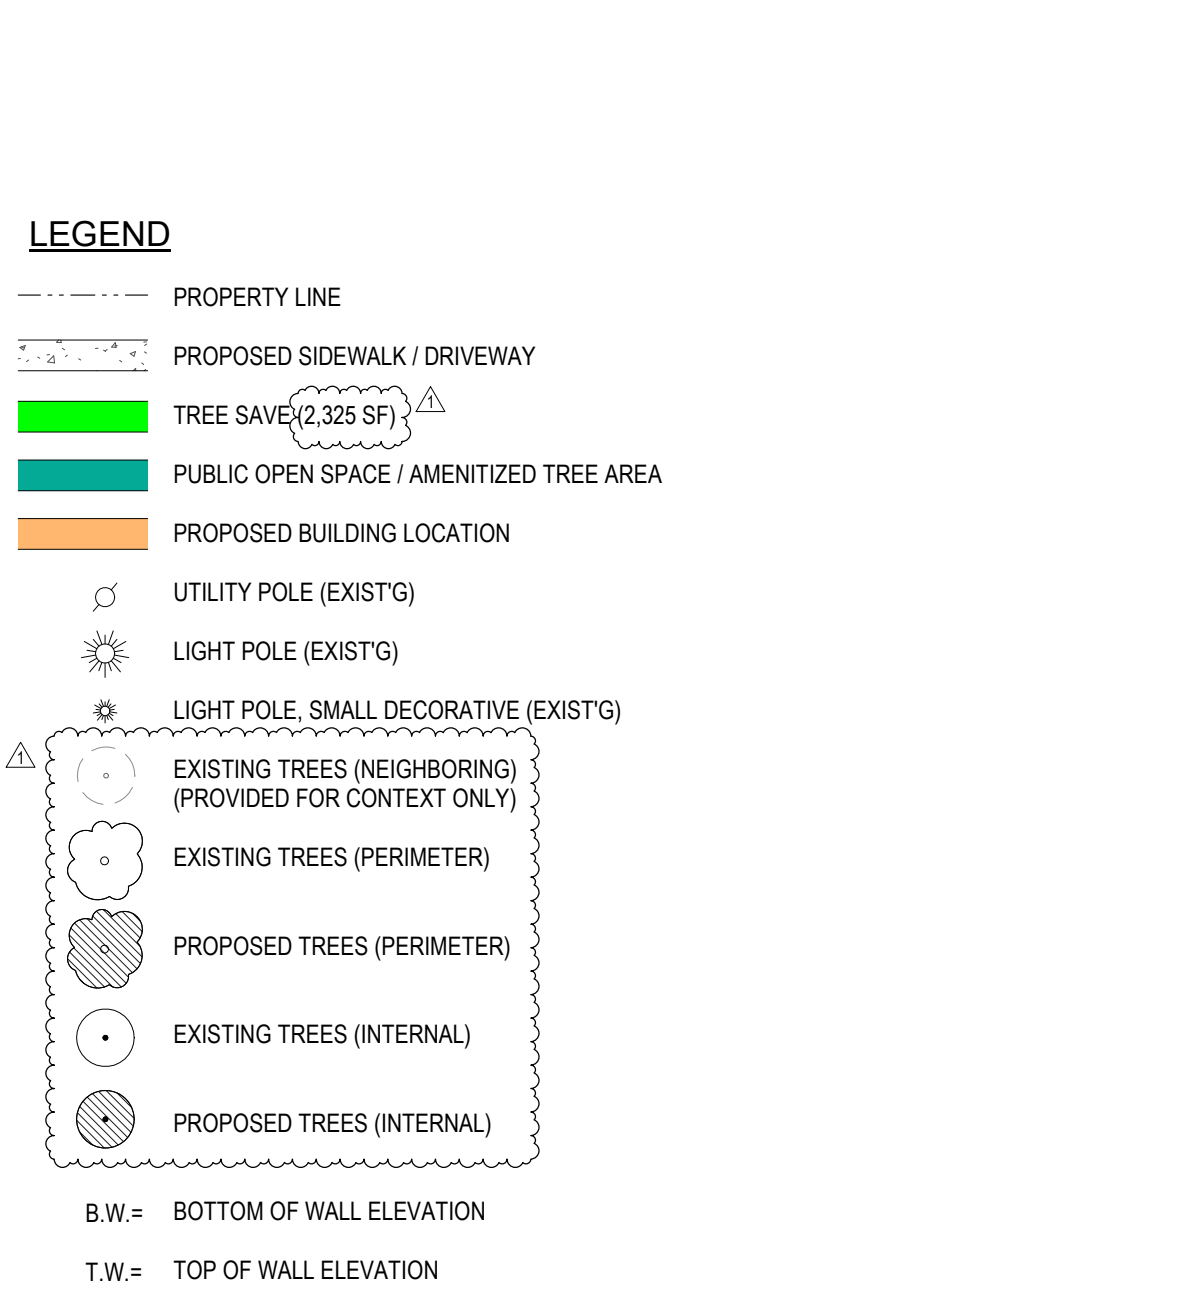 LEGEND
PROPERTY LINE
PROPOSED SIDEWALK / DRIVEWAY
TREE SAVE (2,325 SF) 1
PUBLIC OPEN SPACE / AMENITIZED TREE AREA
PROPOSED BUILDING LOCATION
UTILITY POLE (EXIST'G)
LIGHT POLE (EXIST'G)
LIGHT POLE, SMALL DECORATIVE (EXIST'G)
1 EXISTING TREES (NEIGHBORING)
(PROVIDED FOR CONTEXT ONLY)
EXISTING TREES (PERIMETER)
PROPOSED TREES (PERIMETER)
EXISTING TREES (INTERNAL)
PROPOSED TREES (INTERNAL)
B.W.= BOTTOM OF WALL ELEVATION
T.W.= TOP OF WALL ELEVATION